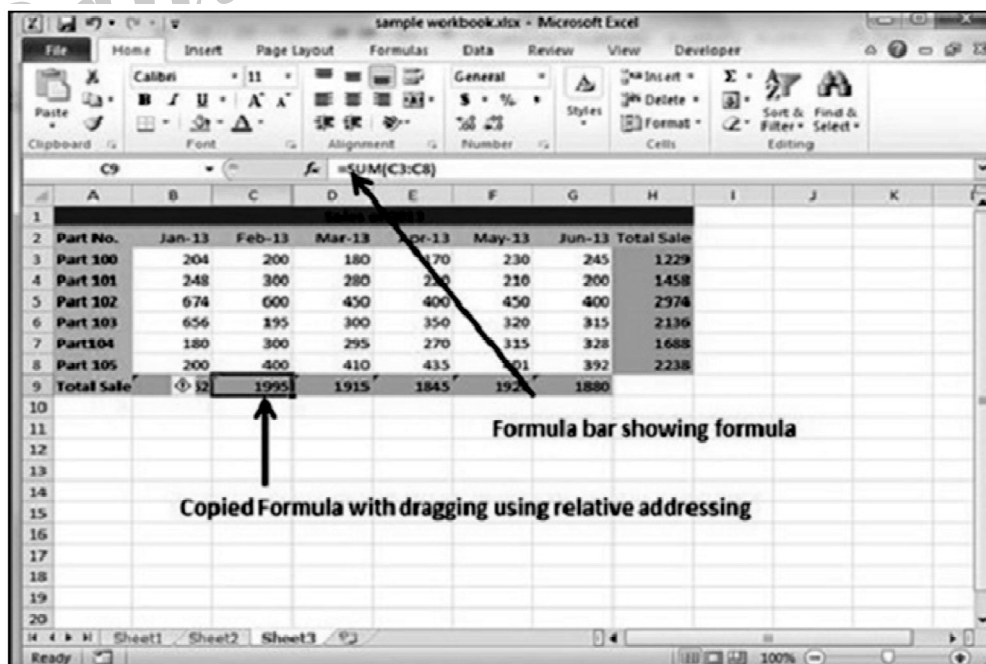 sample workbook.xlsx - Microsoft Excel
File Home Insert Page Layout Formulas Data Review View Developer
Paste
Calibri 11
B I U A A
General
$ % ,
Styles
Insert
Delete
Format
Σ
Sort & Filter
Find & Select
Clipboard Font Alignment Number Cells Editing
C9 fx =SUM(C3:C8)
A B C D E F G H I J K
1
2 Part No. Jan-13 Feb-13 Mar-13 Apr-13 May-13 Jun-13 Total Sale
3 Part 100 204 200 180 170 230 245 1229
4 Part 101 248 300 280 210 200 1458
5 Part 102 674 600 450 400 450 400 2974
6 Part 103 656 195 300 350 320 315 2136
7 Part104 180 300 295 270 315 328 1688
8 Part 105 200 400 410 435 401 392 2238
9 Total Sale 1995 1915 1845 1880
10
11
12
13
14
15
16
17
18
19
20
Formula bar showing formula
Copied Formula with dragging using relative addressing
Sheet1 Sheet2 Sheet3
Ready 100%